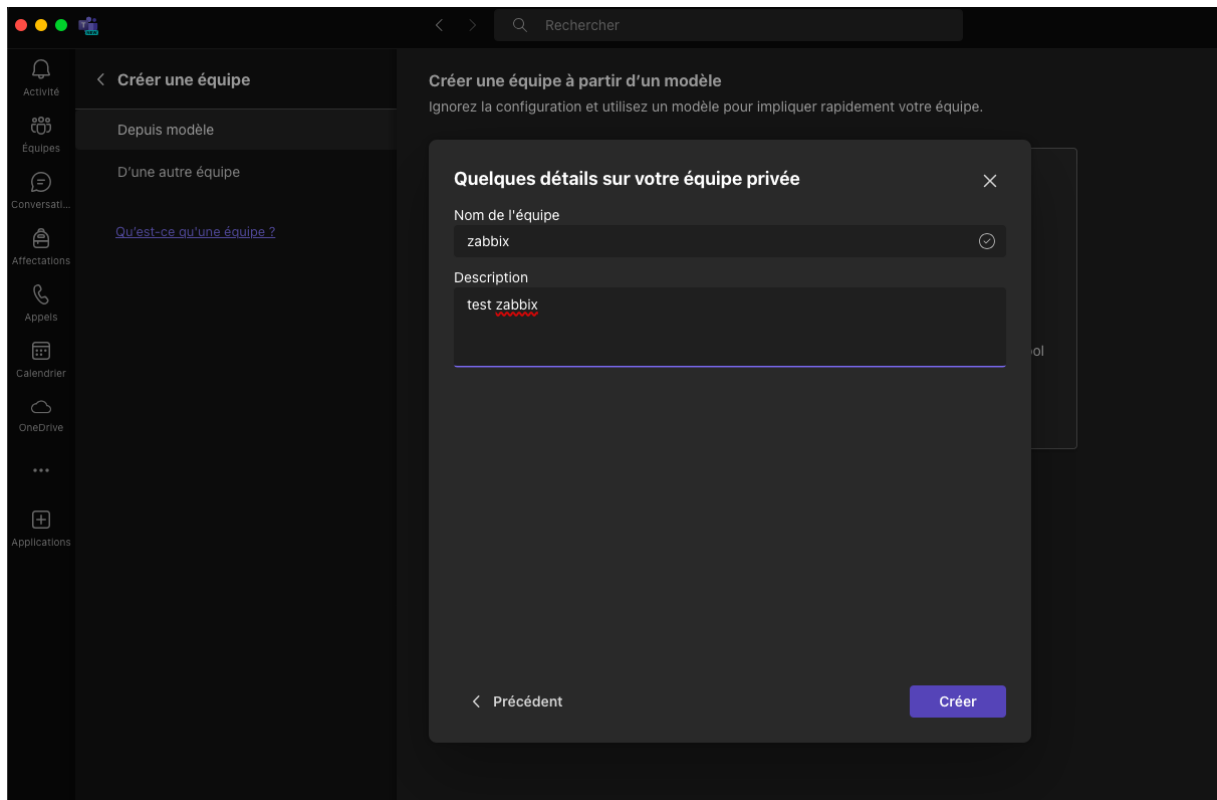 Rechercher
Activité
Équipes
Conversati...
Affectations
Appels
Calendrier
OneDrive
Applications
Créer une équipe
Depuis modèle
D'une autre équipe
Qu'est-ce qu'une équipe ?
Créer une équipe à partir d'un modèle
Ignorez la configuration et utilisez un modèle pour impliquer rapidement votre équipe.
Quelques détails sur votre équipe privée
Nom de l'équipe
zabbix
Description
test zabbix
Précédent
Créer